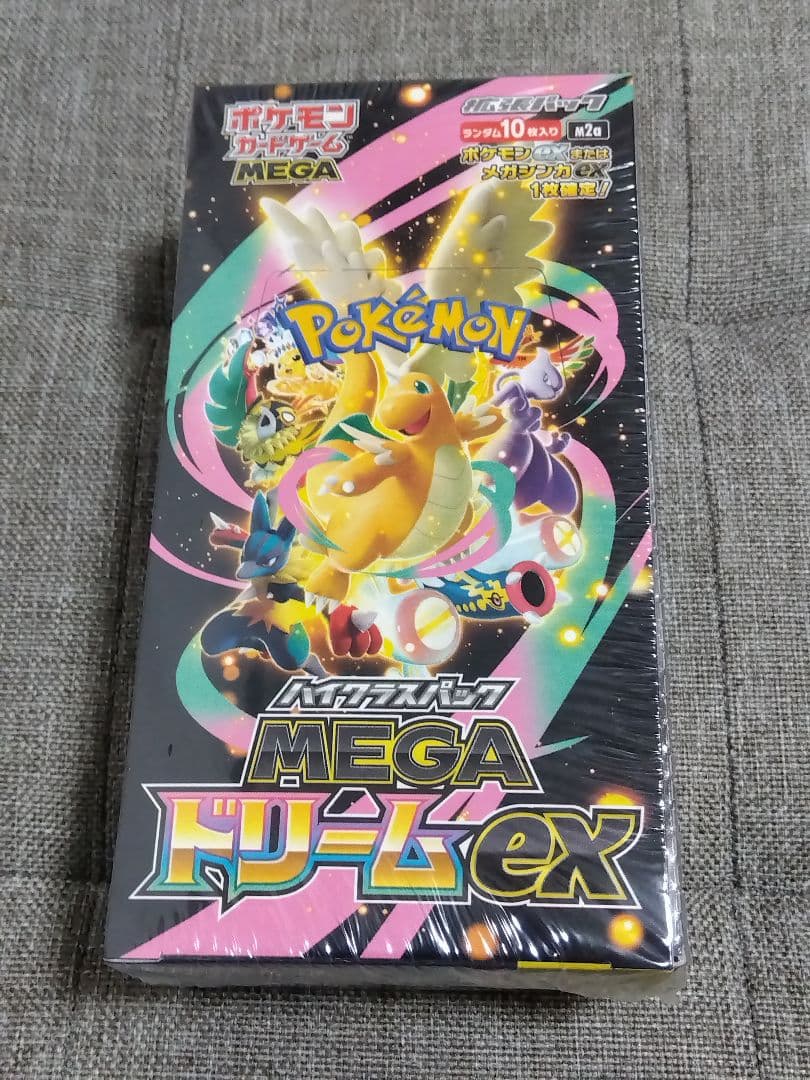 ポケモン
カードゲーム
MEGA
拡張パック
ランダム10枚入り
M2a
ポケモンexまたは
メガシンカex
1枚確定!
POKéMON
ハイクラスパック
MEGA
ドリームex